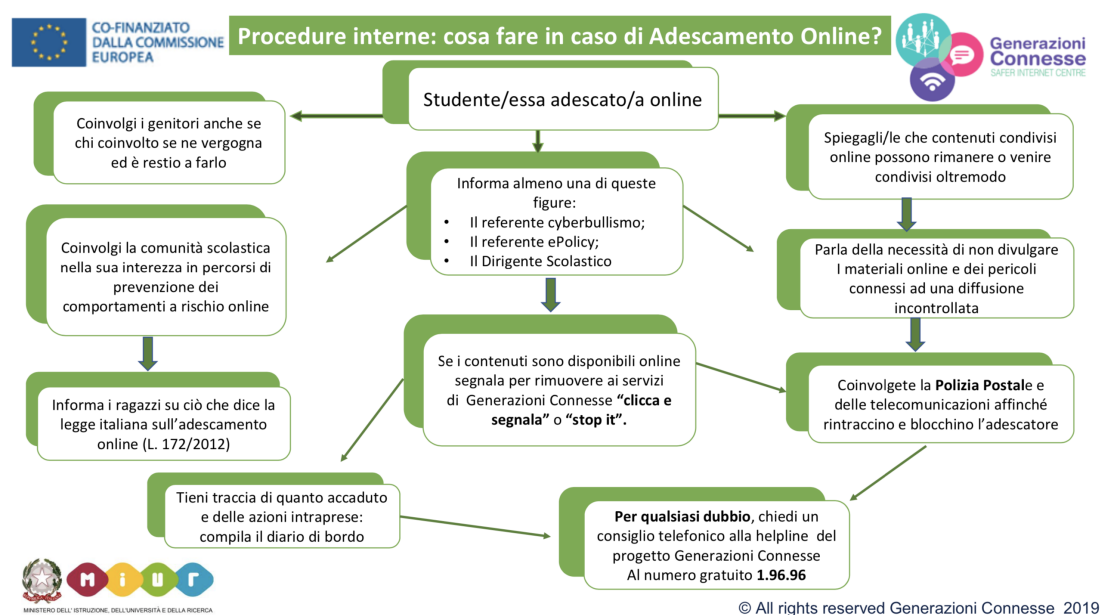 CO-FINANZIATO
DALLA COMMISSIONE
EUROPEA
Procedure interne: cosa fare in caso di Adescamento Online?
Generazioni
Connesse
SAFER INTERNET CENTRE
Studente/essa adescato/a online
Coinvolgi i genitori anche se
chi coinvolto se ne vergogna
ed è restio a farlo
Spiegagli/le che contenuti condivisi
online possono rimanere o venire
condivisi oltremodo
Informa almeno una di queste
figure:
• Il referente cyberbullismo;
• Il referente ePolicy;
• Il Dirigente Scolastico
Coinvolgi la comunità scolastica
nella sua interezza in percorsi di
prevenzione dei
comportamenti a rischio online
Parla della necessità di non divulgare
I materiali online e dei pericoli
connessi ad una diffusione
incontrollata
Se i contenuti sono disponibili online
segnala per rimuovere ai servizi
di Generazioni Connesse “clicca e
segnala” o “stop it”.
Informa i ragazzi su ciò che dice la
legge italiana sull’adescamento
online (L. 172/2012)
Coinvolgete la Polizia Postale e
delle telecomunicazioni affinché
rintraccino e blocchino l’adescatore
Tieni traccia di quanto accaduto
e delle azioni intraprese:
compila il diario di bordo
Per qualsiasi dubbio, chiedi un
consiglio telefonico alla helpline del
progetto Generazioni Connesse
Al numero gratuito 1.96.96
miur
MINISTERO DELL’ ISTRUZIONE, DELL’UNIVERSITÀ E DELLA RICERCA
© All rights reserved Generazioni Connesse 2019